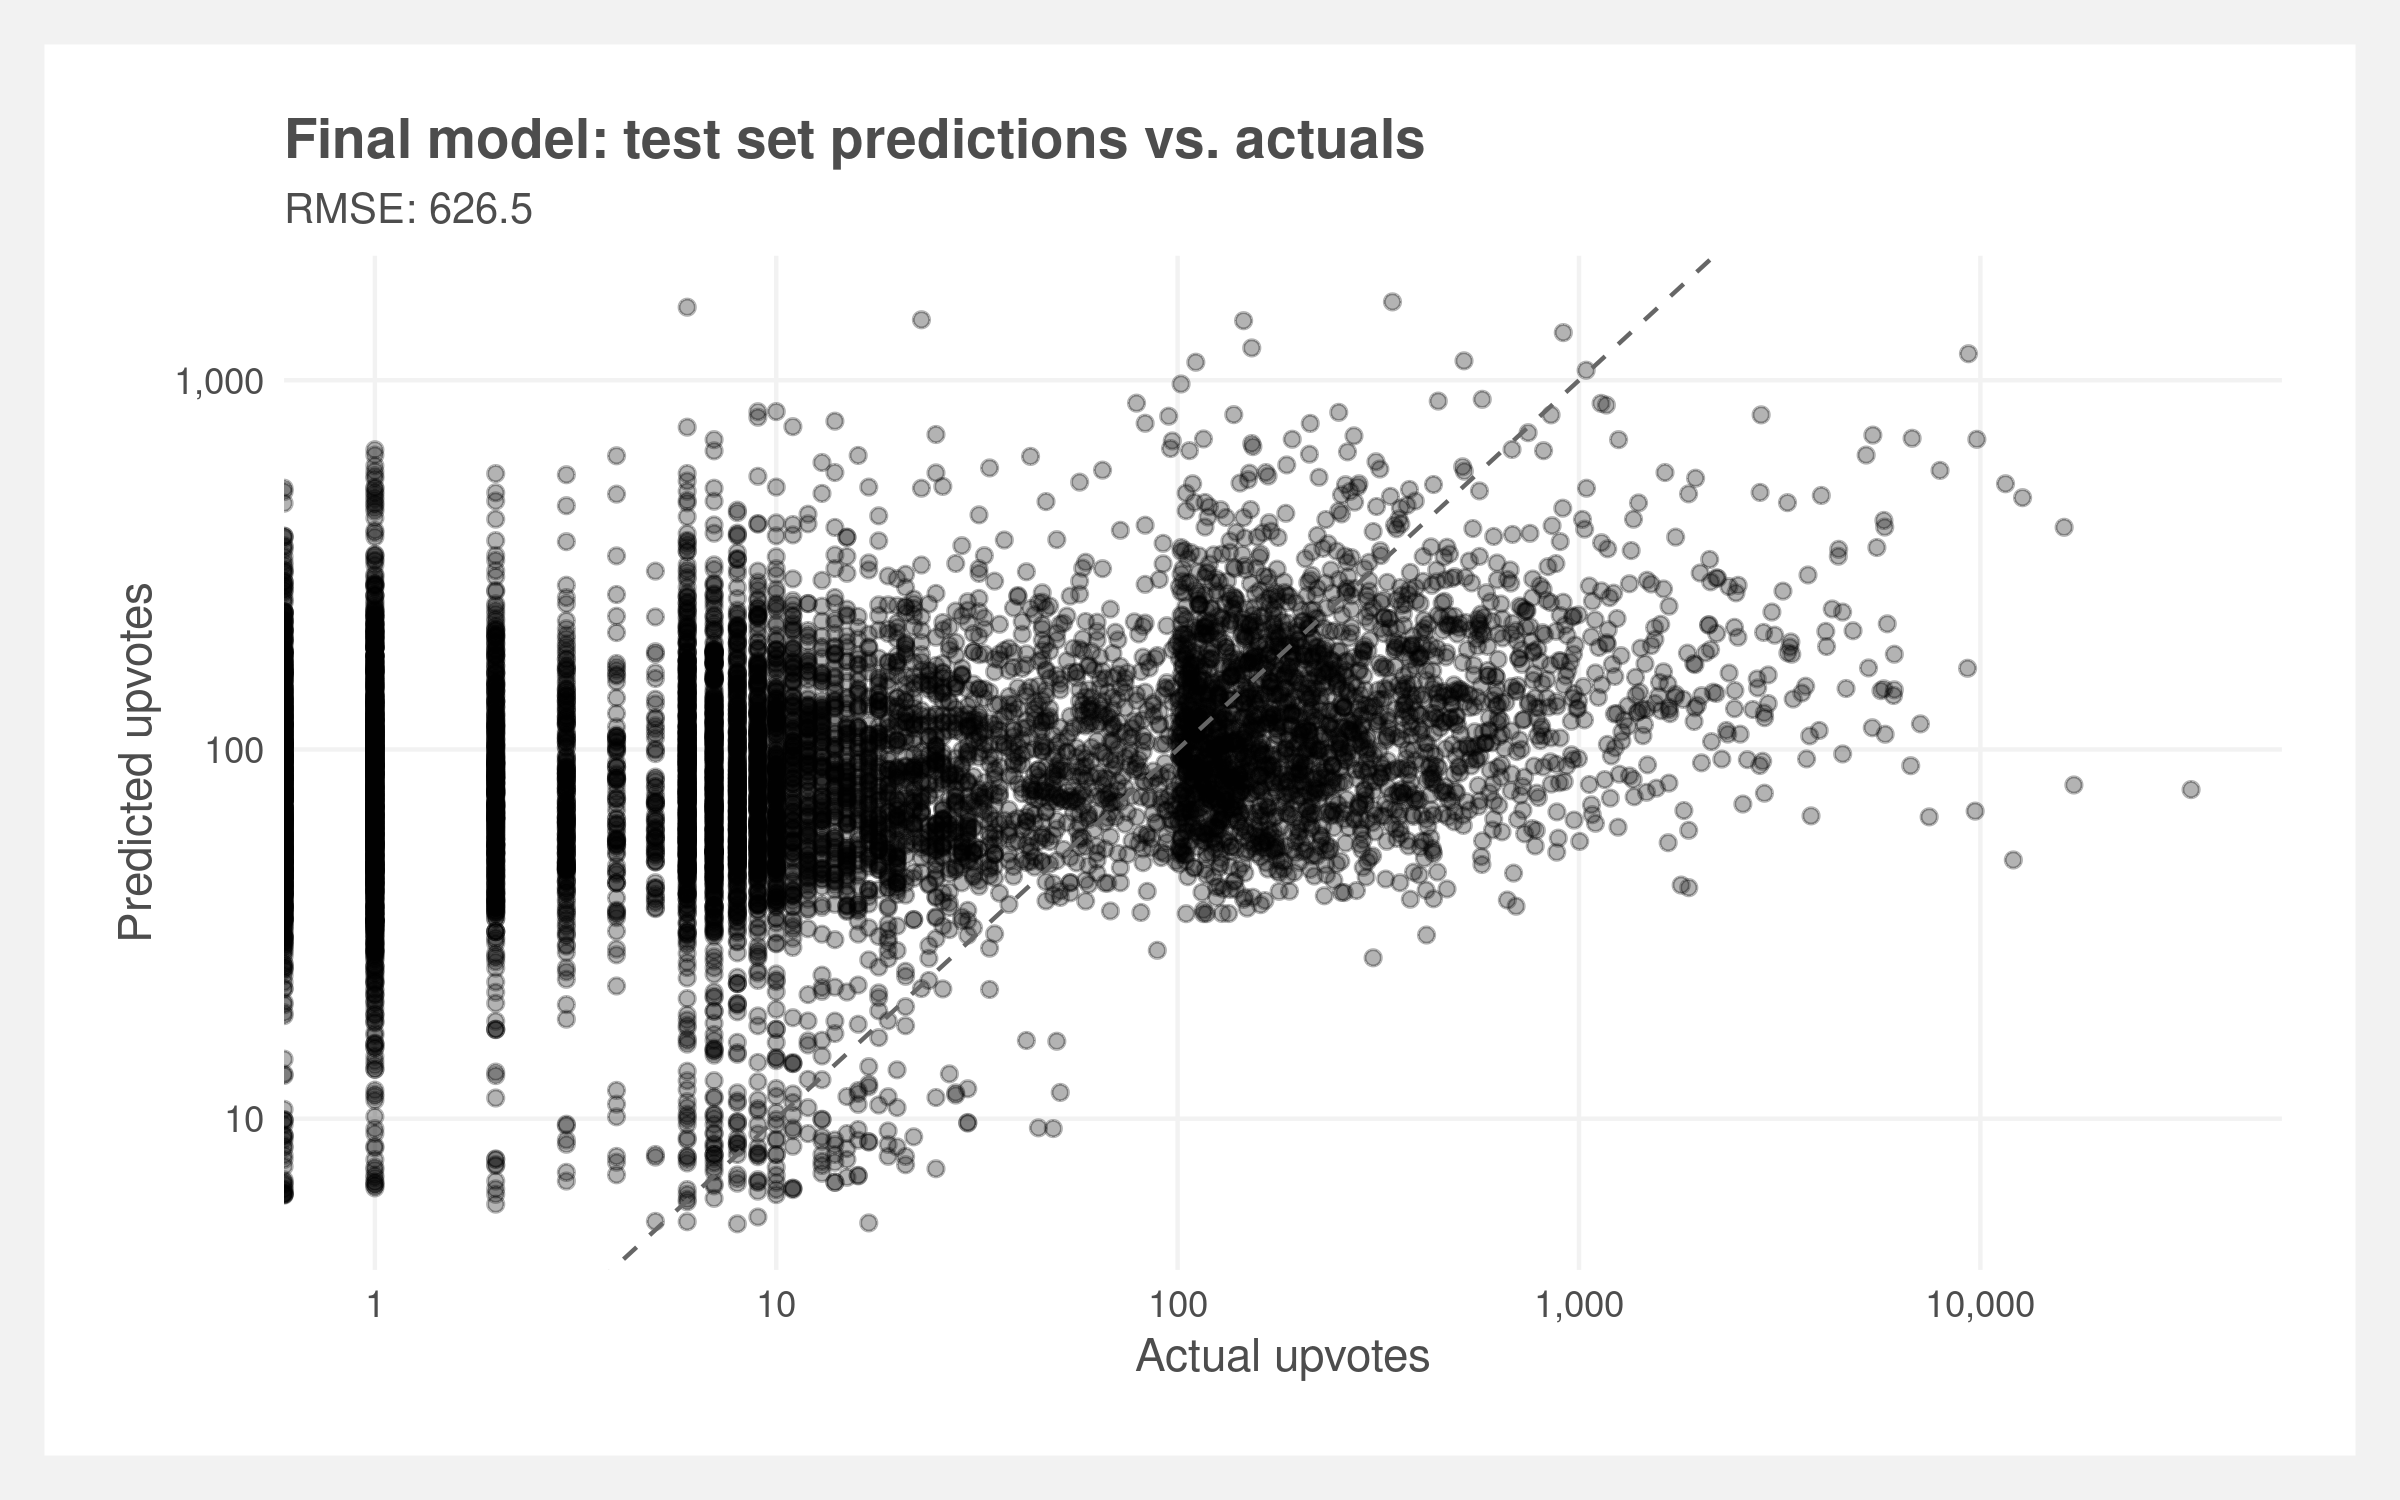 Final model: test set predictions vs. actuals
RMSE: 626.5
1,000
100
10
Predicted upvotes
1
10
100
1,000
10,000
Actual upvotes